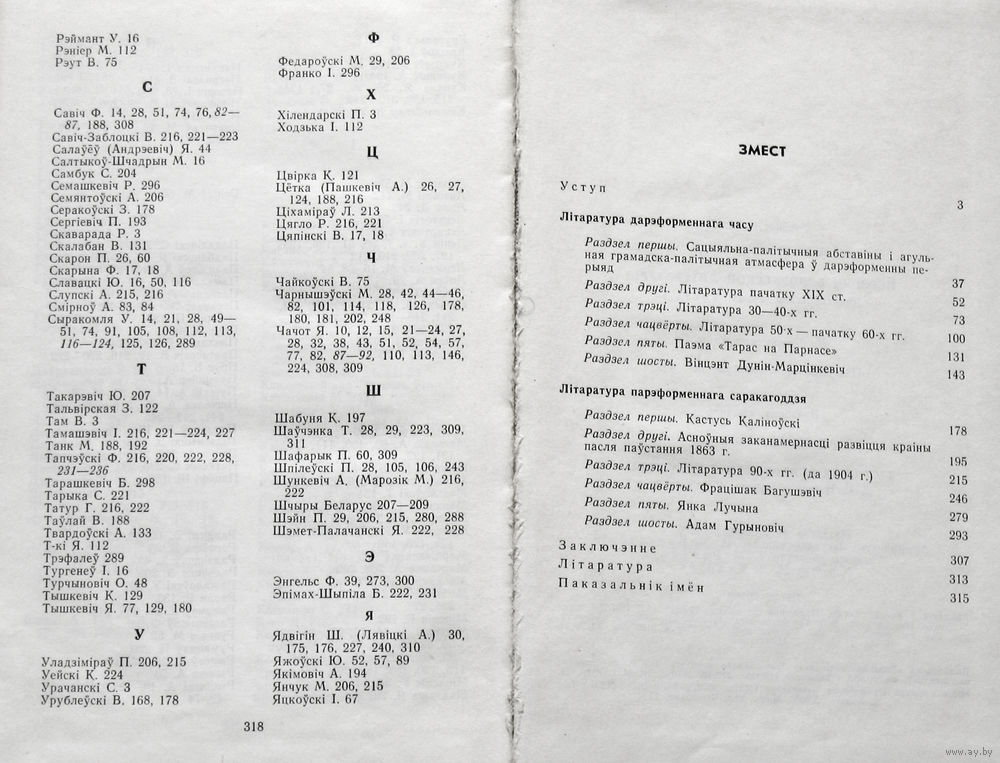 Рэймант У. 16
Рэніер М. 112
Рэут В. 75
С
Савіч Ф. 14, 28, 51, 74, 76, 82—
87, 188, 308
Савіч-Заблоцкі В. 216, 221—223
Салаўёў (Андрэевіч) Я. 44
Салтыкоў-Шчадрын М. 16
Самбук С. 204
Семашкевіч Р. 296
Семянтоўскі А. 206
Серакоўскі З. 178
Сергіевіч П. 193
Скаварада Р. 3
Скалабан В. 131
Скарон П. 26, 60
Скарына Ф. 17, 18
Славацкі Ю. 16, 50, 116
Слупскі А. 215, 216
Смірноў А. 83, 84
Сыракомля У. 14, 21, 28, 49—
51, 74, 91, 105, 108, 112, 113,
116—124, 125, 126, 289
Т
Такарэвіч Ю. 207
Тальвірская З. 122
Там В. 3
Тамашэвіч І. 216, 221—224, 227
Танк М. 188, 192
Тапчэўскі Ф. 216, 220, 222, 228,
231—236
Тарашкевіч Б. 298
Тарыка С. 221
Татур Г. 216, 222
Таўлай В. 188
Твардоўскі А. 133
Т-кі Я. 112
Трэфалеў 289
Тургенеў І. 16
Турчыновіч О. 48
Тышкевіч К. 129
Тышкевіч Я. 77, 129, 180
У
Уладзіміраў П. 206, 215
Уейскі К. 224
Урачанскі С. 3
Урублеўскі В. 168, 178
Ф
Федароўскі М. 29, 206
Франко І. 296
Х
Хілендарскі П. 3
Ходзька І. 112
Ц
Цвірка К. 121
Цётка (Пашкевіч А.) 26, 27,
124, 188, 216
Ціхаміраў Л. 213
Цягло Р. 216, 221
Цяпінскі В. 17, 18
Ч
Чайкоўскі В. 75
Чарнышэўскі М. 28, 42, 44—46,
82, 101, 114, 118, 126, 178,
180, 181, 202, 248
Чачот Я. 10, 12, 15, 21—24, 27,
28, 32, 38, 43, 51, 52, 54, 57,
77, 82, 87—92, 110, 113, 146,
224, 308, 309
Ш
Шабуня К. 197
Шаўчэнка Т. 28, 29, 223, 309,
311
Шафарык П. 60, 309
Шпілеўскі П. 28, 105, 106, 243
Шункевіч А. (Марозік М.) 216,
222
Шчыры Беларус 207—209
Шэйн П. 29, 206, 215, 280, 288
Шэмет-Палачанскі Я. 222, 228
Э
Энгельс Ф. 39, 273, 300
Эпімах-Шыпіла Б. 222, 231
Я
Ядвігін Ш. (Лявіцкі А.) 30,
175, 176, 227, 240, 310
Яжоўскі Ю. 52, 57, 89
Якімовіч А. 194
Янчук М. 206, 215
Яцкоўскі І. 67
318
ЗМЕСТ
Уступ 3
Літаратура дарэформеннага часу
Раздзел першы. Сацыяльна-палітычныя абставіны і агуль-
ная грамадска-палітычная атмасфера ў дарэформенны пе-
рыяд 37
Раздзел другі. Літаратура пачатку XIX ст. 52
Раздзел трэці. Літаратура 30—40-х гг. 73
Раздзел чацвёрты. Літаратура 50-х — пачатку 60-х гг. 100
Раздзел пяты. Паэма «Тарас на Парнасе» 131
Раздзел шосты. Вінцэнт Дунін-Марцінкевіч 143
Літаратура парэформеннага саракагоддзя
Раздзел першы. Кастусь Каліноўскі 178
Раздзел другі. Асноўныя заканамернасці развіцця краіны
пасля паўстання 1863 г. 195
Раздзел трэці. Літаратура 90-х гг. (да 1904 г.) 215
Раздзел чацвёрты. Фрацішак Багушэвіч 246
Раздзел пяты. Янка Лучына 279
Раздзел шосты. Адам Гурыновіч 293
Заключэнне 307
Літаратура 313
Паказальнік імён 315
www.ay.by